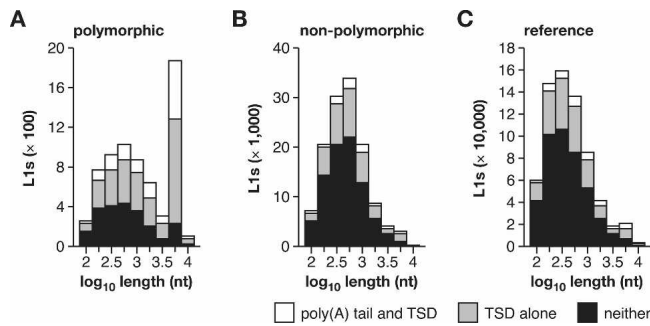 A
polymorphic
20
16
12
8
4
0
L1s (× 100)
2 2.5 3 3.5 4
log10 length (nt)
B
non-polymorphic
40
30
20
10
0
L1s (× 1,000)
2 2.5 3 3.5 4
log10 length (nt)
C
reference
18
16
14
12
10
8
6
4
2
0
L1s (× 10,000)
2 2.5 3 3.5 4
log10 length (nt)
poly(A) tail and TSD
TSD alone
neither